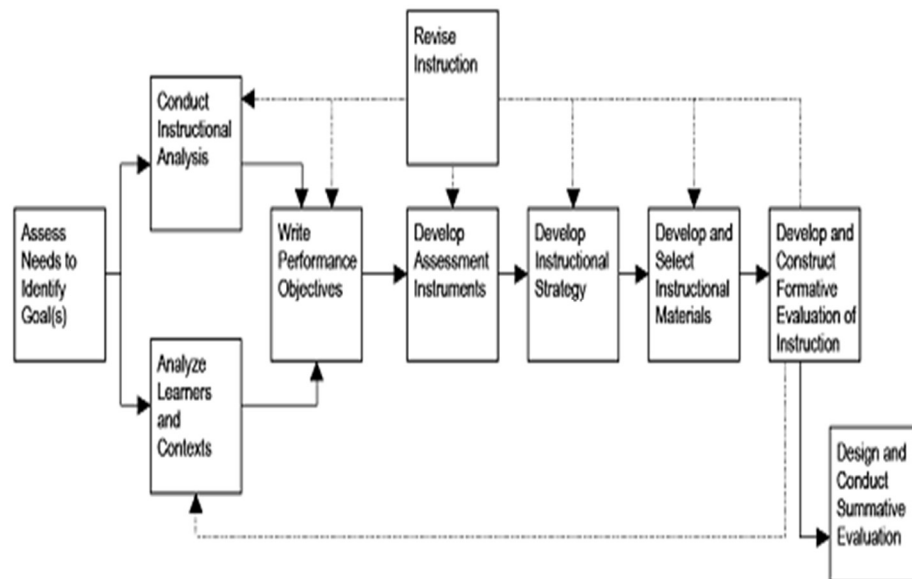 Revise
Instruction
Conduct
Instructional
Analysis
Assess
Needs to
Identify
Goal(s)
Write
Performance
Objectives
Develop
Assessment
Instruments
Develop
Instructional
Strategy
Develop and
Select
Instructional
Materials
Develop and
Construct
Formative
Evaluation of
Instruction
Analyze
Learners
and
Contexts
Design and
Conduct
Summative
Evaluation